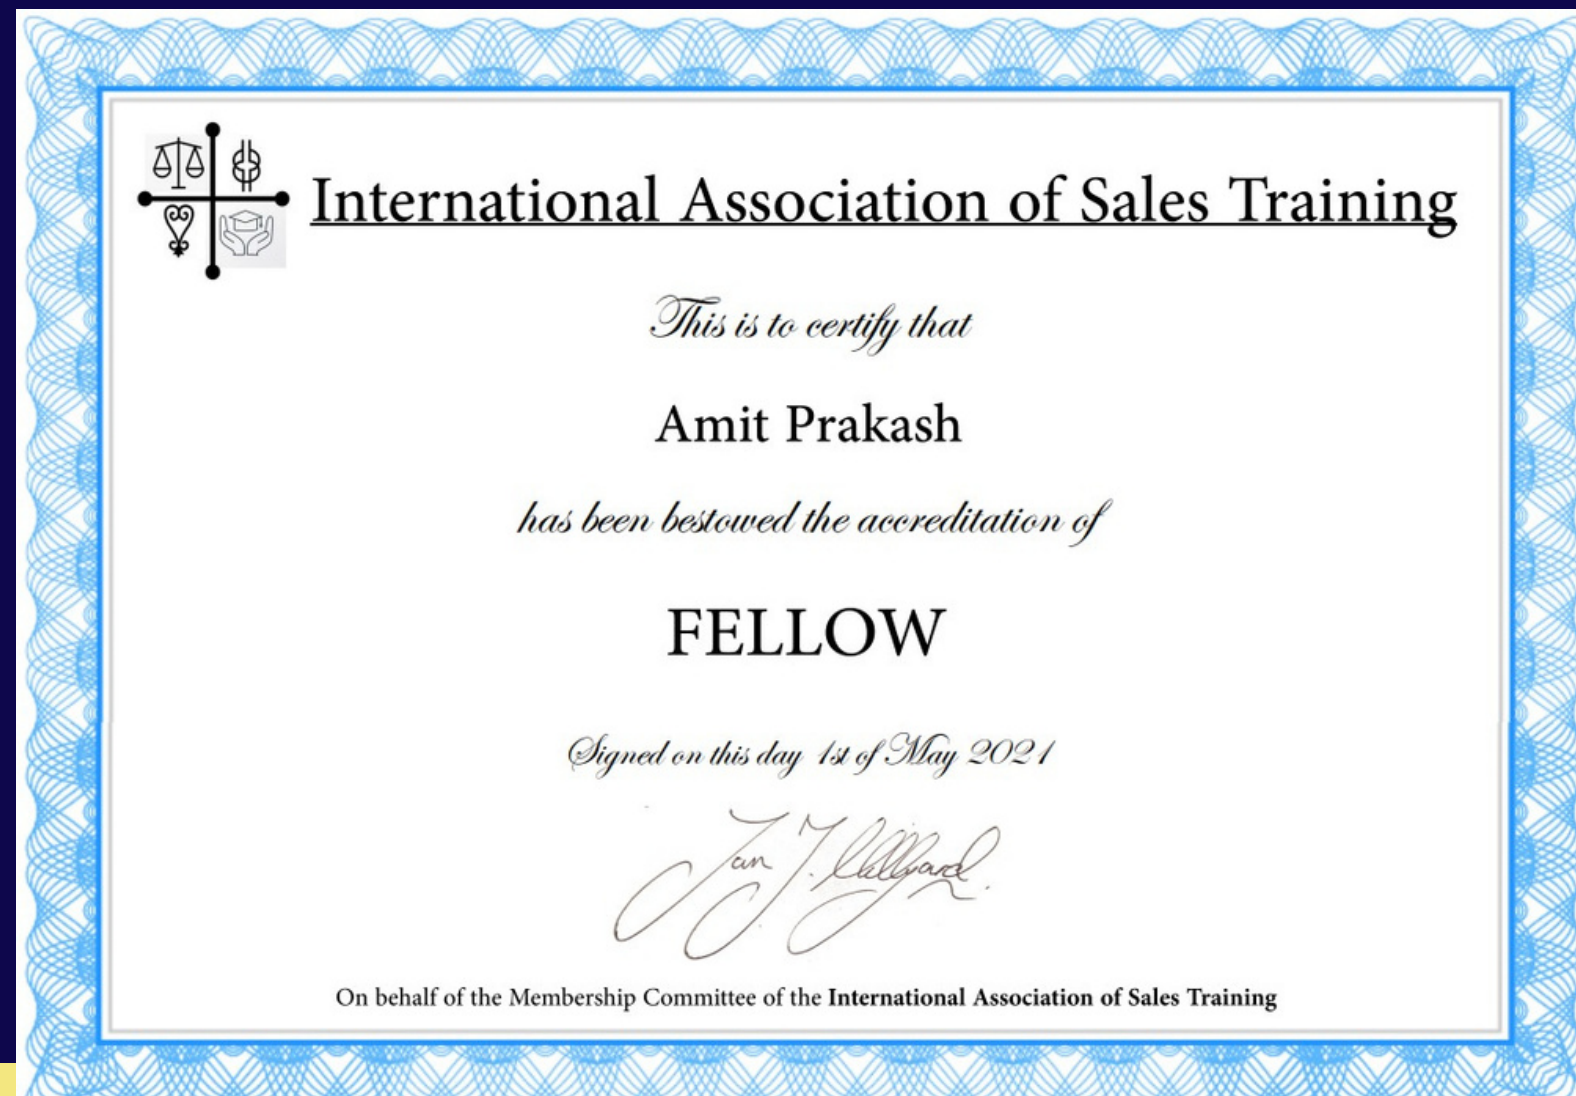 International Association of Sales Training
This is to certify that
Amit Prakash
has been bestowed the accreditation of
FELLOW
Signed on this day 1st of May 2021
On behalf of the Membership Committee of the International Association of Sales Training